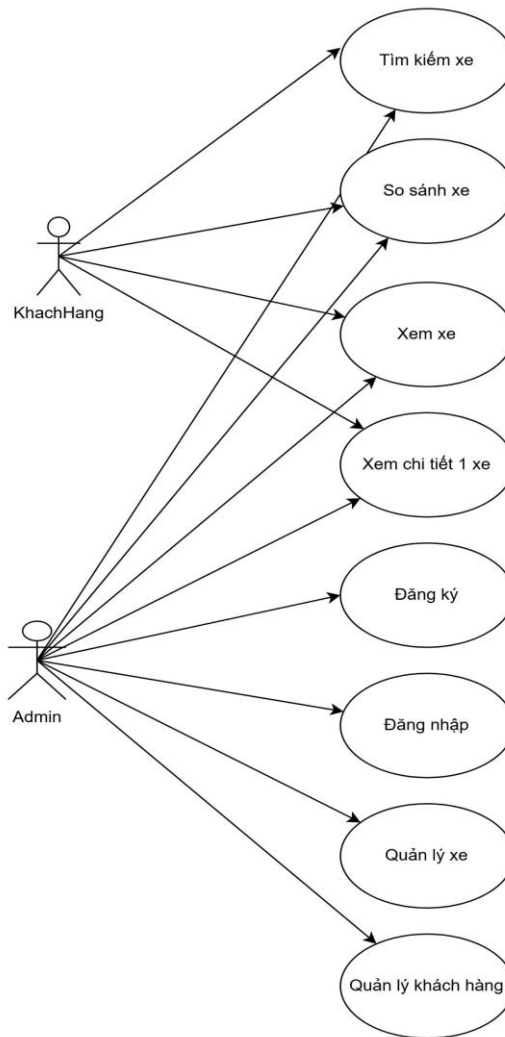 Tìm kiếm xe
So sánh xe
KhachHang
Xem xe
Xem chi tiết 1 xe
Đăng ký
Admin
Đăng nhập
Quản lý xe
Quản lý khách hàng